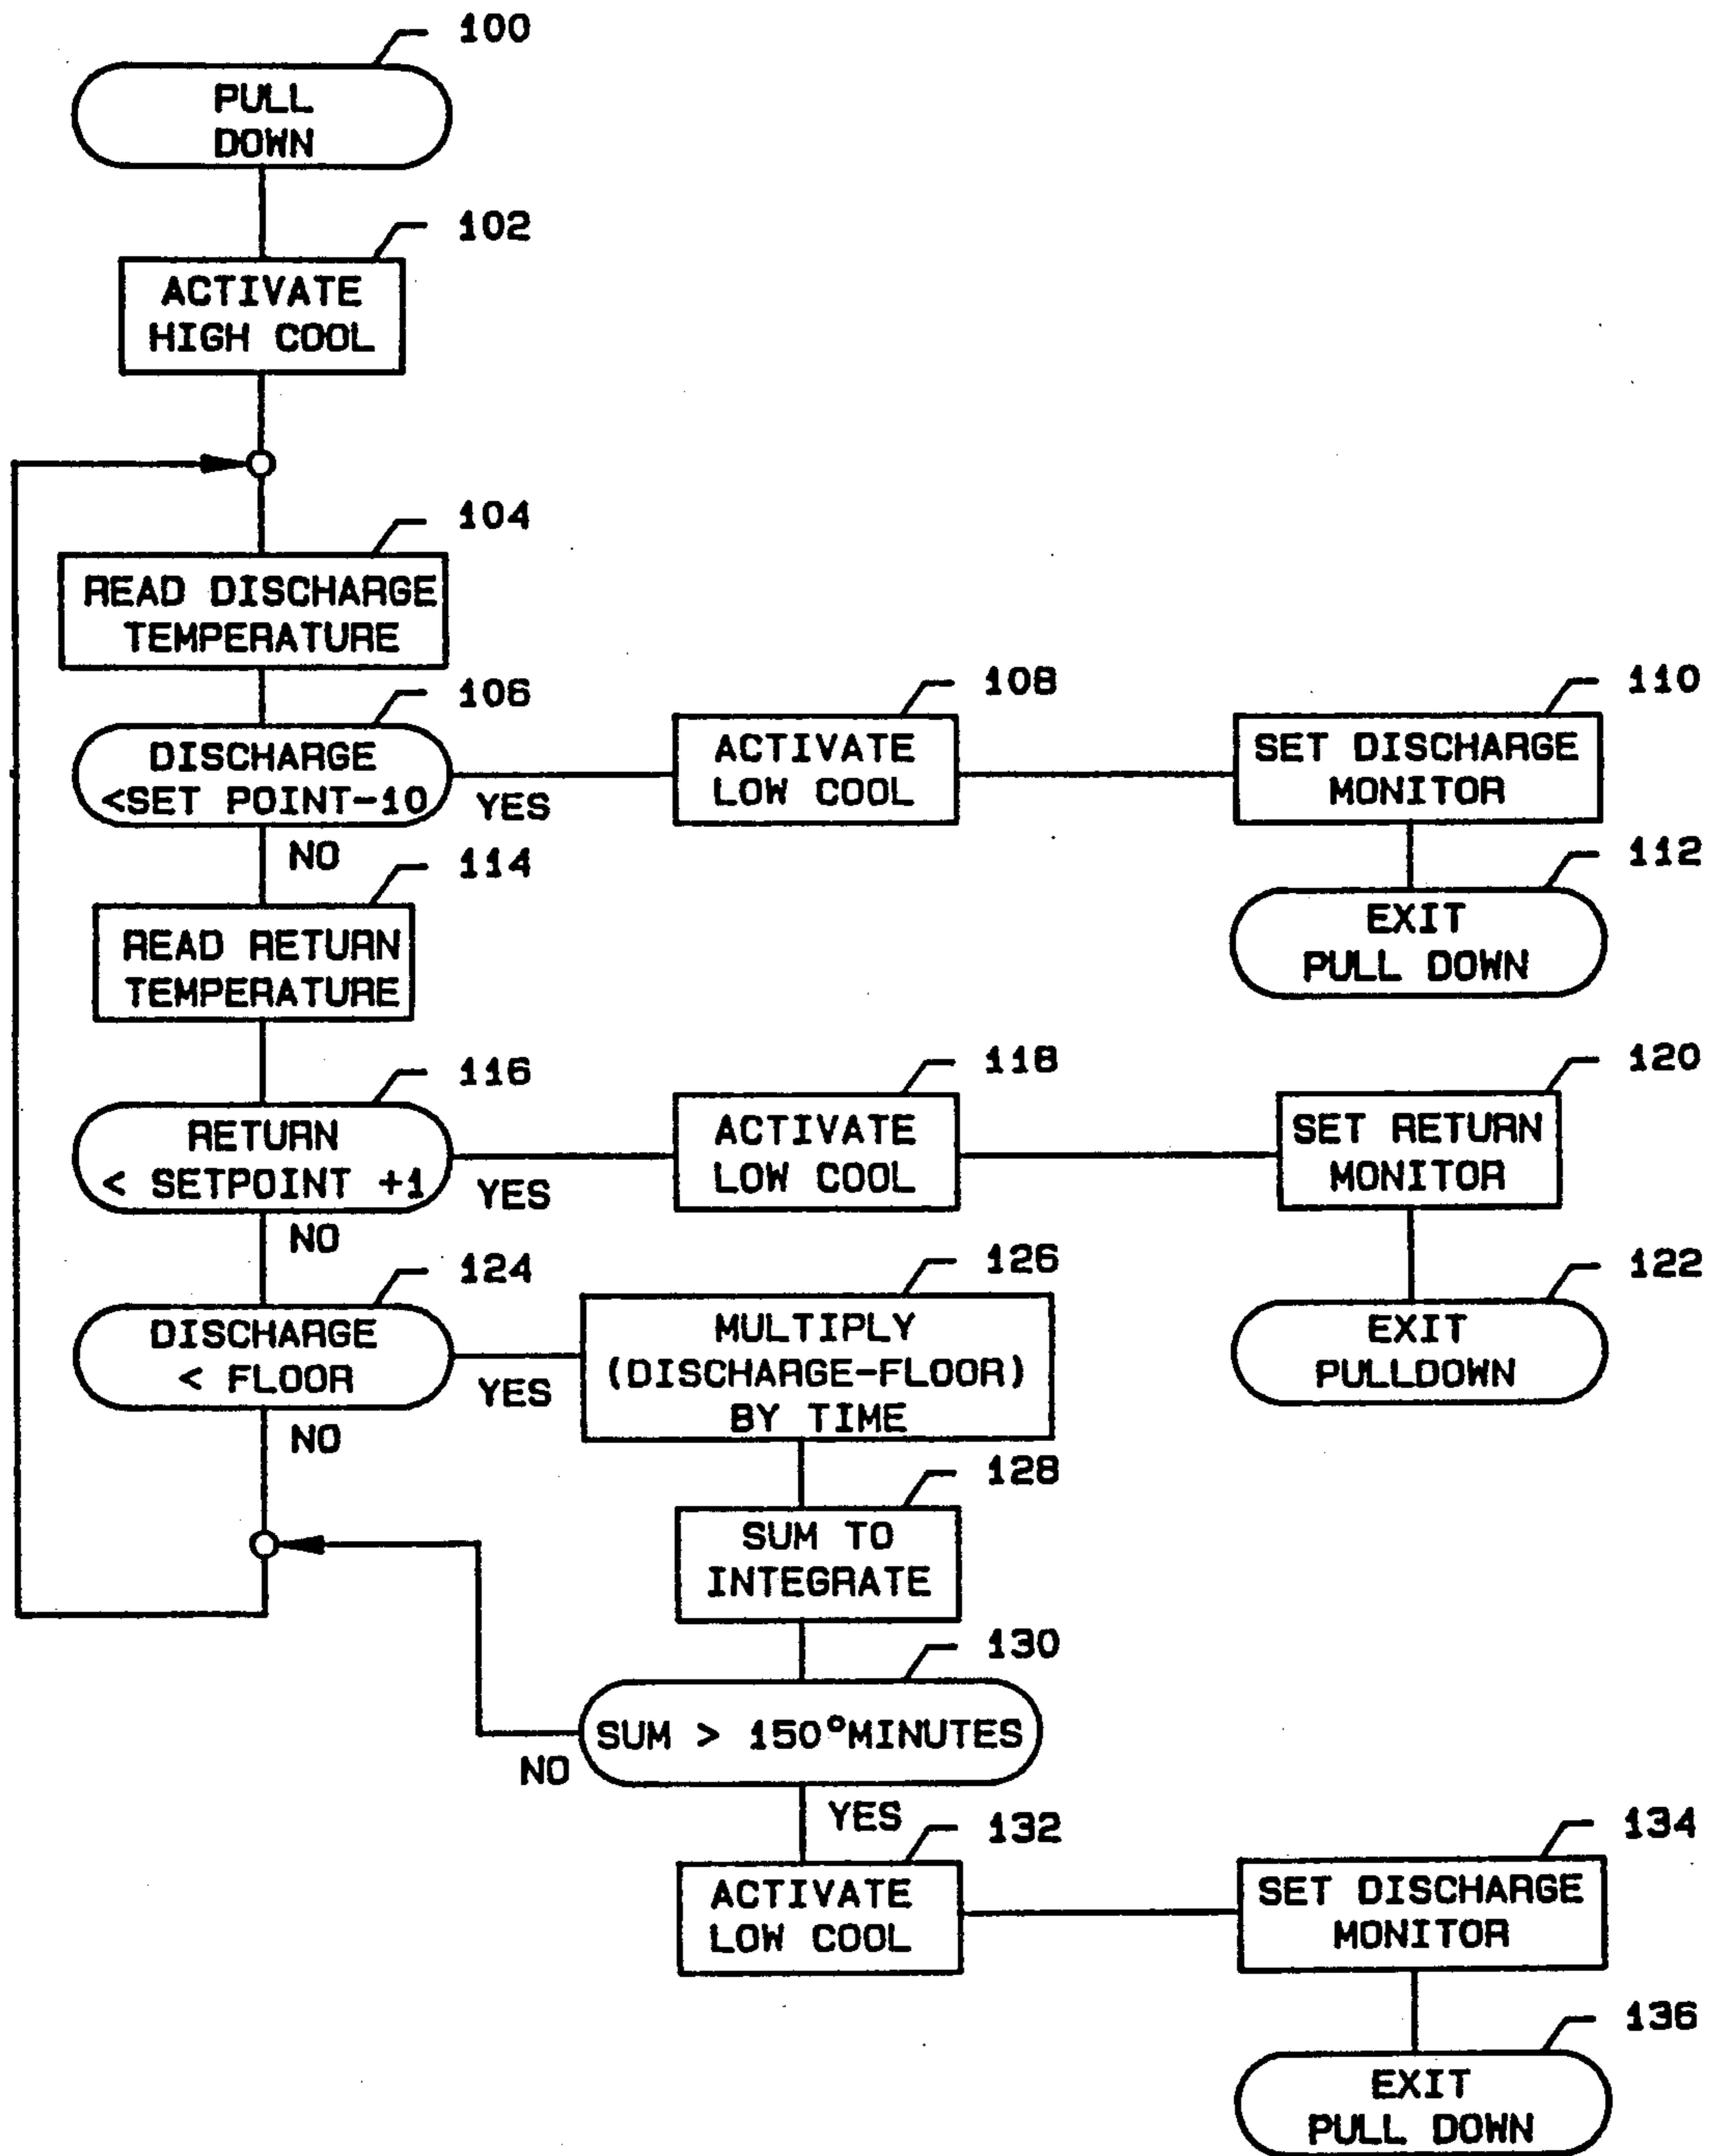 100
PULL
DOWN
102
ACTIVATE
HIGH COOL
104
READ DISCHARGE
TEMPERATURE
106
DISCHARGE
<SET POINT-10
YES
NO
108
ACTIVATE
LOW COOL
110
SET DISCHARGE
MONITOR
112
EXIT
PULL DOWN
114
READ RETURN
TEMPERATURE
116
RETURN
< SETPOINT +1
YES
NO
118
ACTIVATE
LOW COOL
120
SET RETURN
MONITOR
122
EXIT
PULLDOWN
124
DISCHARGE
< FLOOR
YES
NO
126
MULTIPLY
(DISCHARGE-FLOOR)
BY TIME
128
SUM TO
INTEGRATE
130
SUM > 150°MINUTES
NO
YES
132
ACTIVATE
LOW COOL
134
SET DISCHARGE
MONITOR
136
EXIT
PULL DOWN